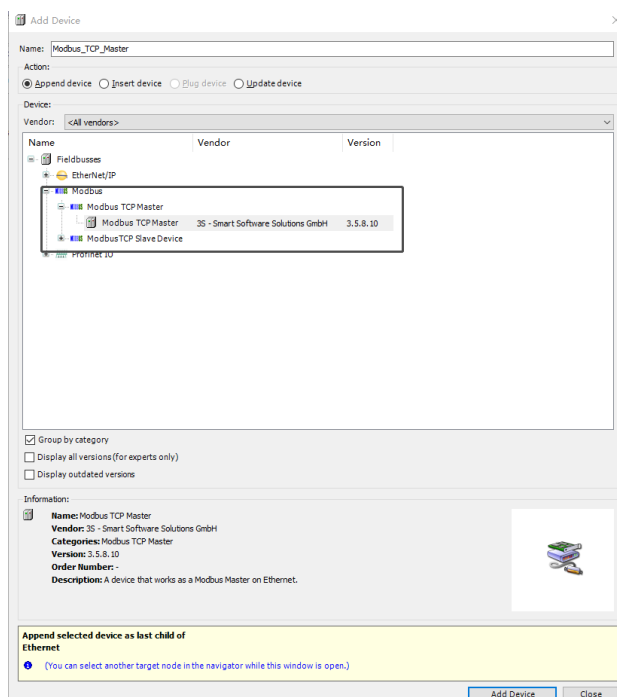 Add Device
Name: Modbus_TCP_Master
Action:
Append device Insert device Plug device Update device
Device:
Vendor: <All vendors>
Name Vendor Version
Fieldbusses
EtherNet/IP
Modbus
Modbus TCP Master
Modbus TCP Master 3S - Smart Software Solutions GmbH 3.5.8.10
ModbusTCP Slave Device
Profinet IO
Group by category
Display all versions (for experts only)
Display outdated versions
Information:
Name: Modbus TCP Master
Vendor: 3S - Smart Software Solutions GmbH
Categories: Modbus TCP Master
Version: 3.5.8.10
Order Number: -
Description: A device that works as a Modbus Master on Ethernet.
Append selected device as last child of
Ethernet
(You can select another target node in the navigator while this window is open.)
Add Device Close